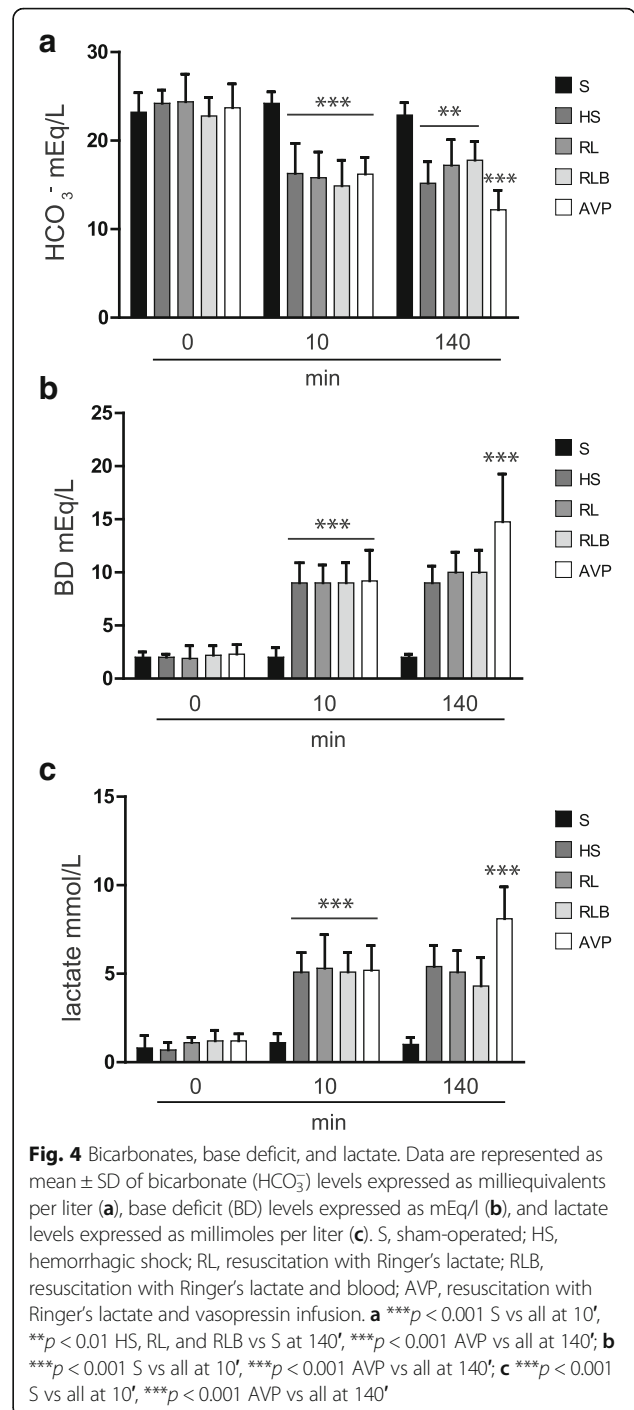 a
30
20
10
0
HCO3- mEq/L
***
**
***
S
HS
RL
RLB
AVP
0 10 140
min
b
25
20
15
10
5
0
BD mEq/L
***
***
S
HS
RL
RLB
AVP
0 10 140
min
c
15
10
5
0
lactate mmol/L
***
***
S
HS
RL
RLB
AVP
0 10 140
min
Fig. 4 Bicarbonates, base deficit, and lactate. Data are represented as
mean ± SD of bicarbonate (HCO3−) levels expressed as milliequivalents
per liter (a), base deficit (BD) levels expressed as mEq/l (b), and lactate
levels expressed as millimoles per liter (c). S, sham-operated; HS,
hemorrhagic shock; RL, resuscitation with Ringer's lactate; RLB,
resuscitation with Ringer's lactate and blood; AVP, resuscitation with
Ringer's lactate and vasopressin infusion. a ***p < 0.001 S vs all at 10′,
**p < 0.01 HS, RL, and RLB vs S at 140′, ***p < 0.001 AVP vs all at 140′; b
***p < 0.001 S vs all at 10′, ***p < 0.001 AVP vs all at 140′; c ***p < 0.001
S vs all at 10′, ***p < 0.001 AVP vs all at 140′